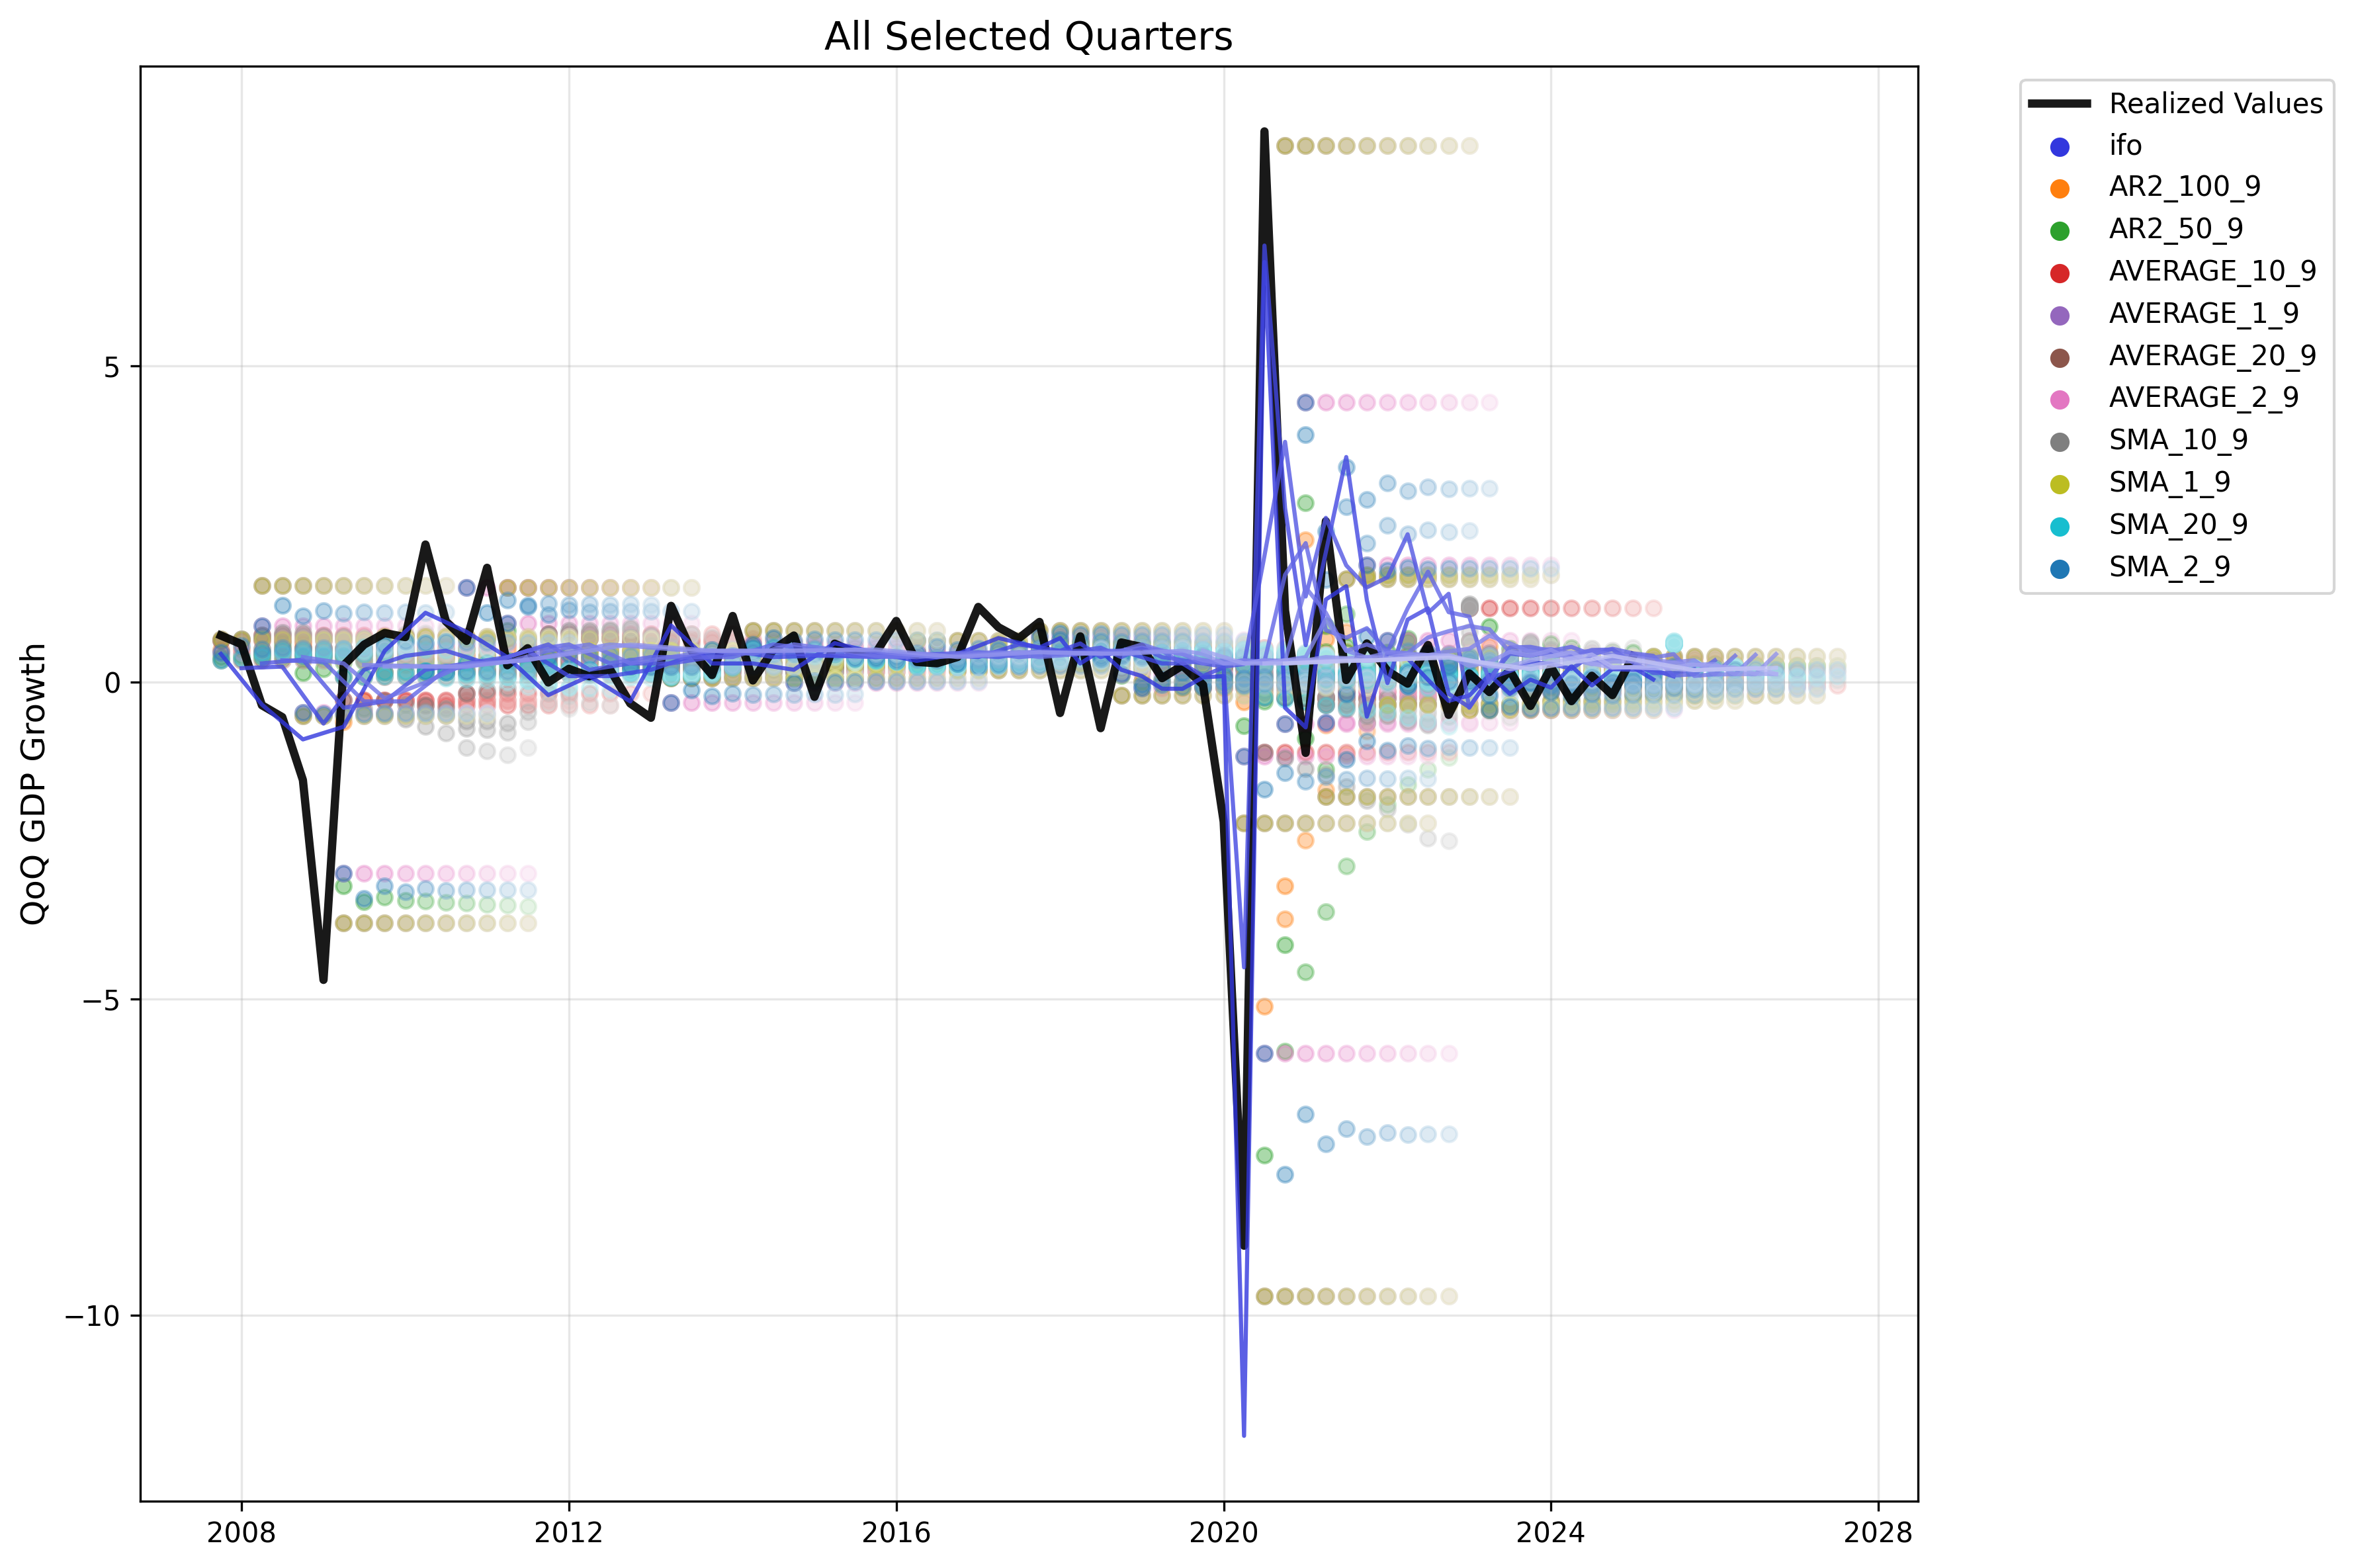 All Selected Quarters
QoQ GDP Growth
5
0
−5
−10
2008
2012
2016
2020
2024
2028
Realized Values
ifo
AR2_100_9
AR2_50_9
AVERAGE_10_9
AVERAGE_1_9
AVERAGE_20_9
AVERAGE_2_9
SMA_10_9
SMA_1_9
SMA_20_9
SMA_2_9